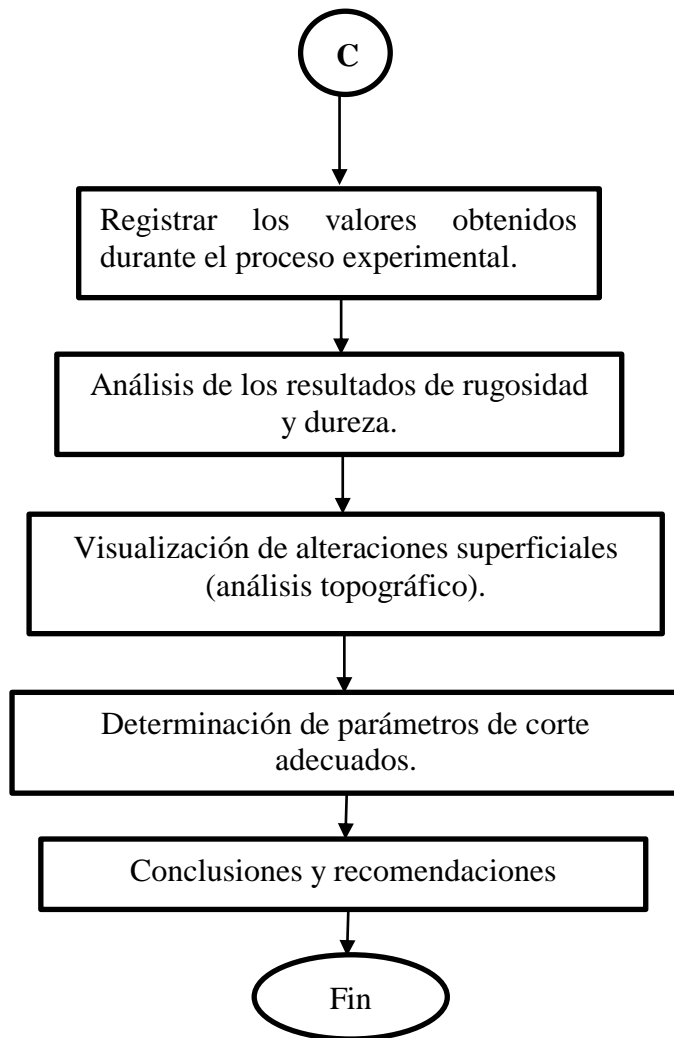 C
Registrar los valores obtenidos
durante el proceso experimental.
Análisis de los resultados de rugosidad
y dureza.
Visualización de alteraciones superficiales
(análisis topográfico).
Determinación de parámetros de corte
adecuados.
Conclusiones y recomendaciones
Fin